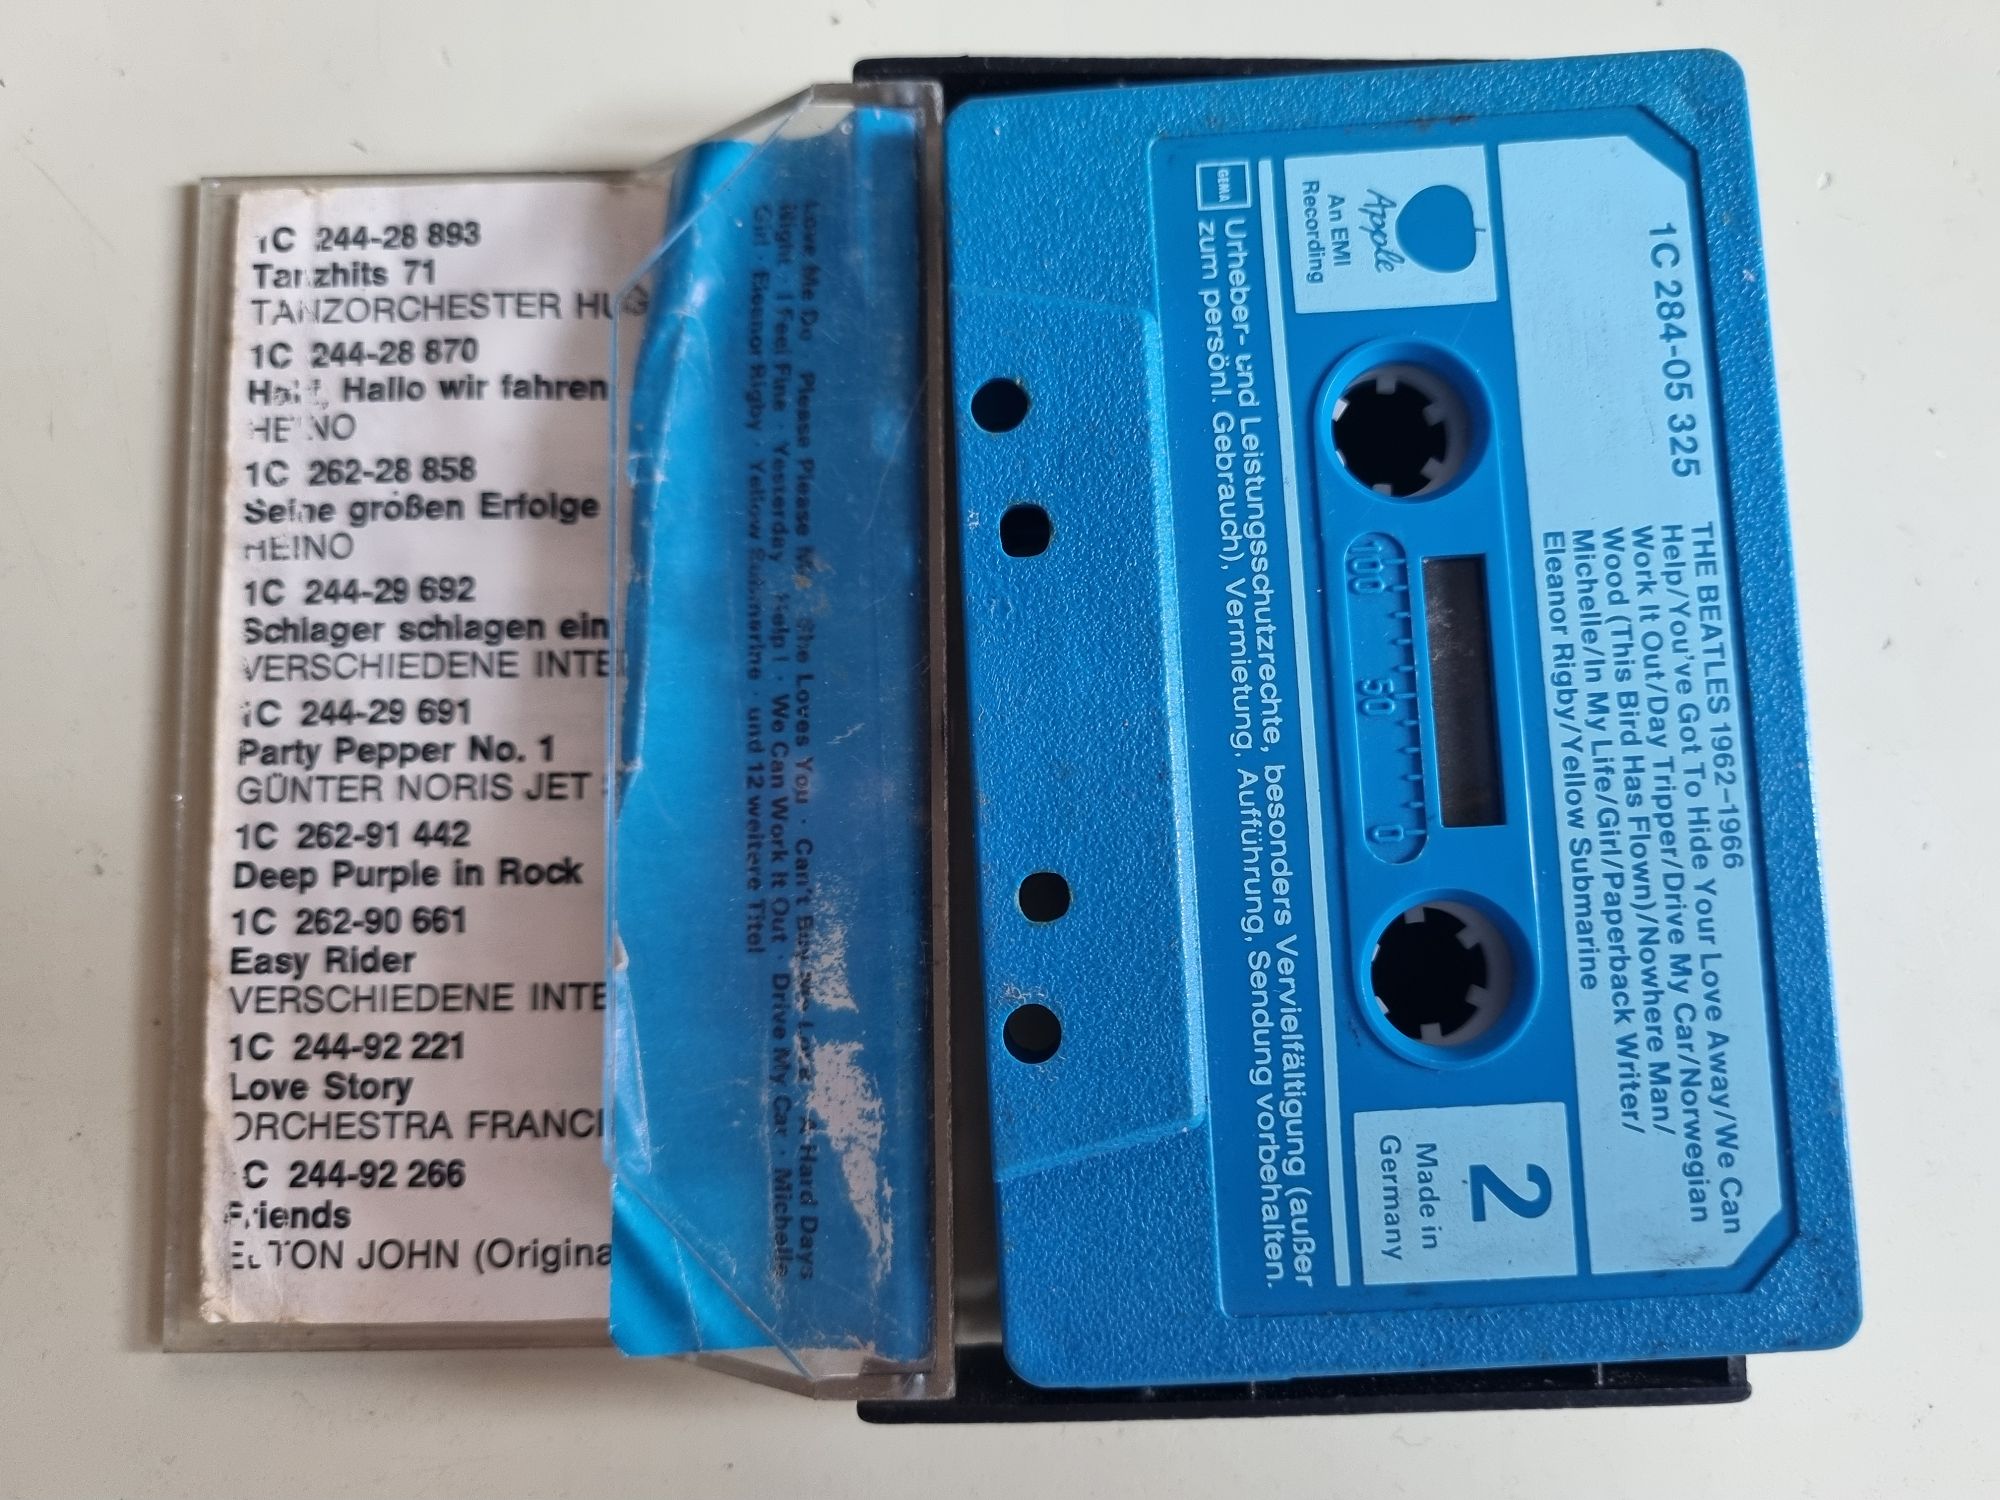 1C 244-28 893
Tanzhits 71
TANZORCHESTER HUG
1C 244-28 870
Hallo wir fahren
HEINO
1C 262-28 858
Seine großen Erfolge
HEINO
1C 244-29 692
Schlager schlagen ein
VERSCHIEDENE INTE
1C 244-29 691
Party Pepper No. 1
GÜNTER NORIS JET
1C 262-91 442
Deep Purple in Rock
1C 262-90 661
Easy Rider
VERSCHIEDENE INTE
1C 244-92 221
Love Story
ORCHESTRA FRANCI
1C 244-92 266
Friends
ELTON JOHN (Origina
Love Me Do · Please Please Me · She Loves You · Can't Buy Me Love · A Hard Days
Night · I Feel Fine · Yesterday · Help! · We Can Work It Out · Drive My Car · Michelle
Girl · Eleenor Rigby · Yellow Submarine · und 12 weitere Titel
1C 284-05 325
THE BEATLES 1962-1966
Help/You've Got To Hide Your Love Away/We Can
Work It Out/Day Tripper/Drive My Car/Norwegian
Wood (This Bird Has Flown)/Nowhere Man/
Michelle/In My Life/Girl/Paperback Writer/
Eleanor Rigby/Yellow Submarine
Apple
An EMI
Recording
100 50 0
2
Made in
Germany
GEMA
Urheber- und Leistungsschutzrechte, besonders Vervielfältigung (außer
zum persönl. Gebrauch), Vermietung, Aufführung, Sendung vorbehalten.